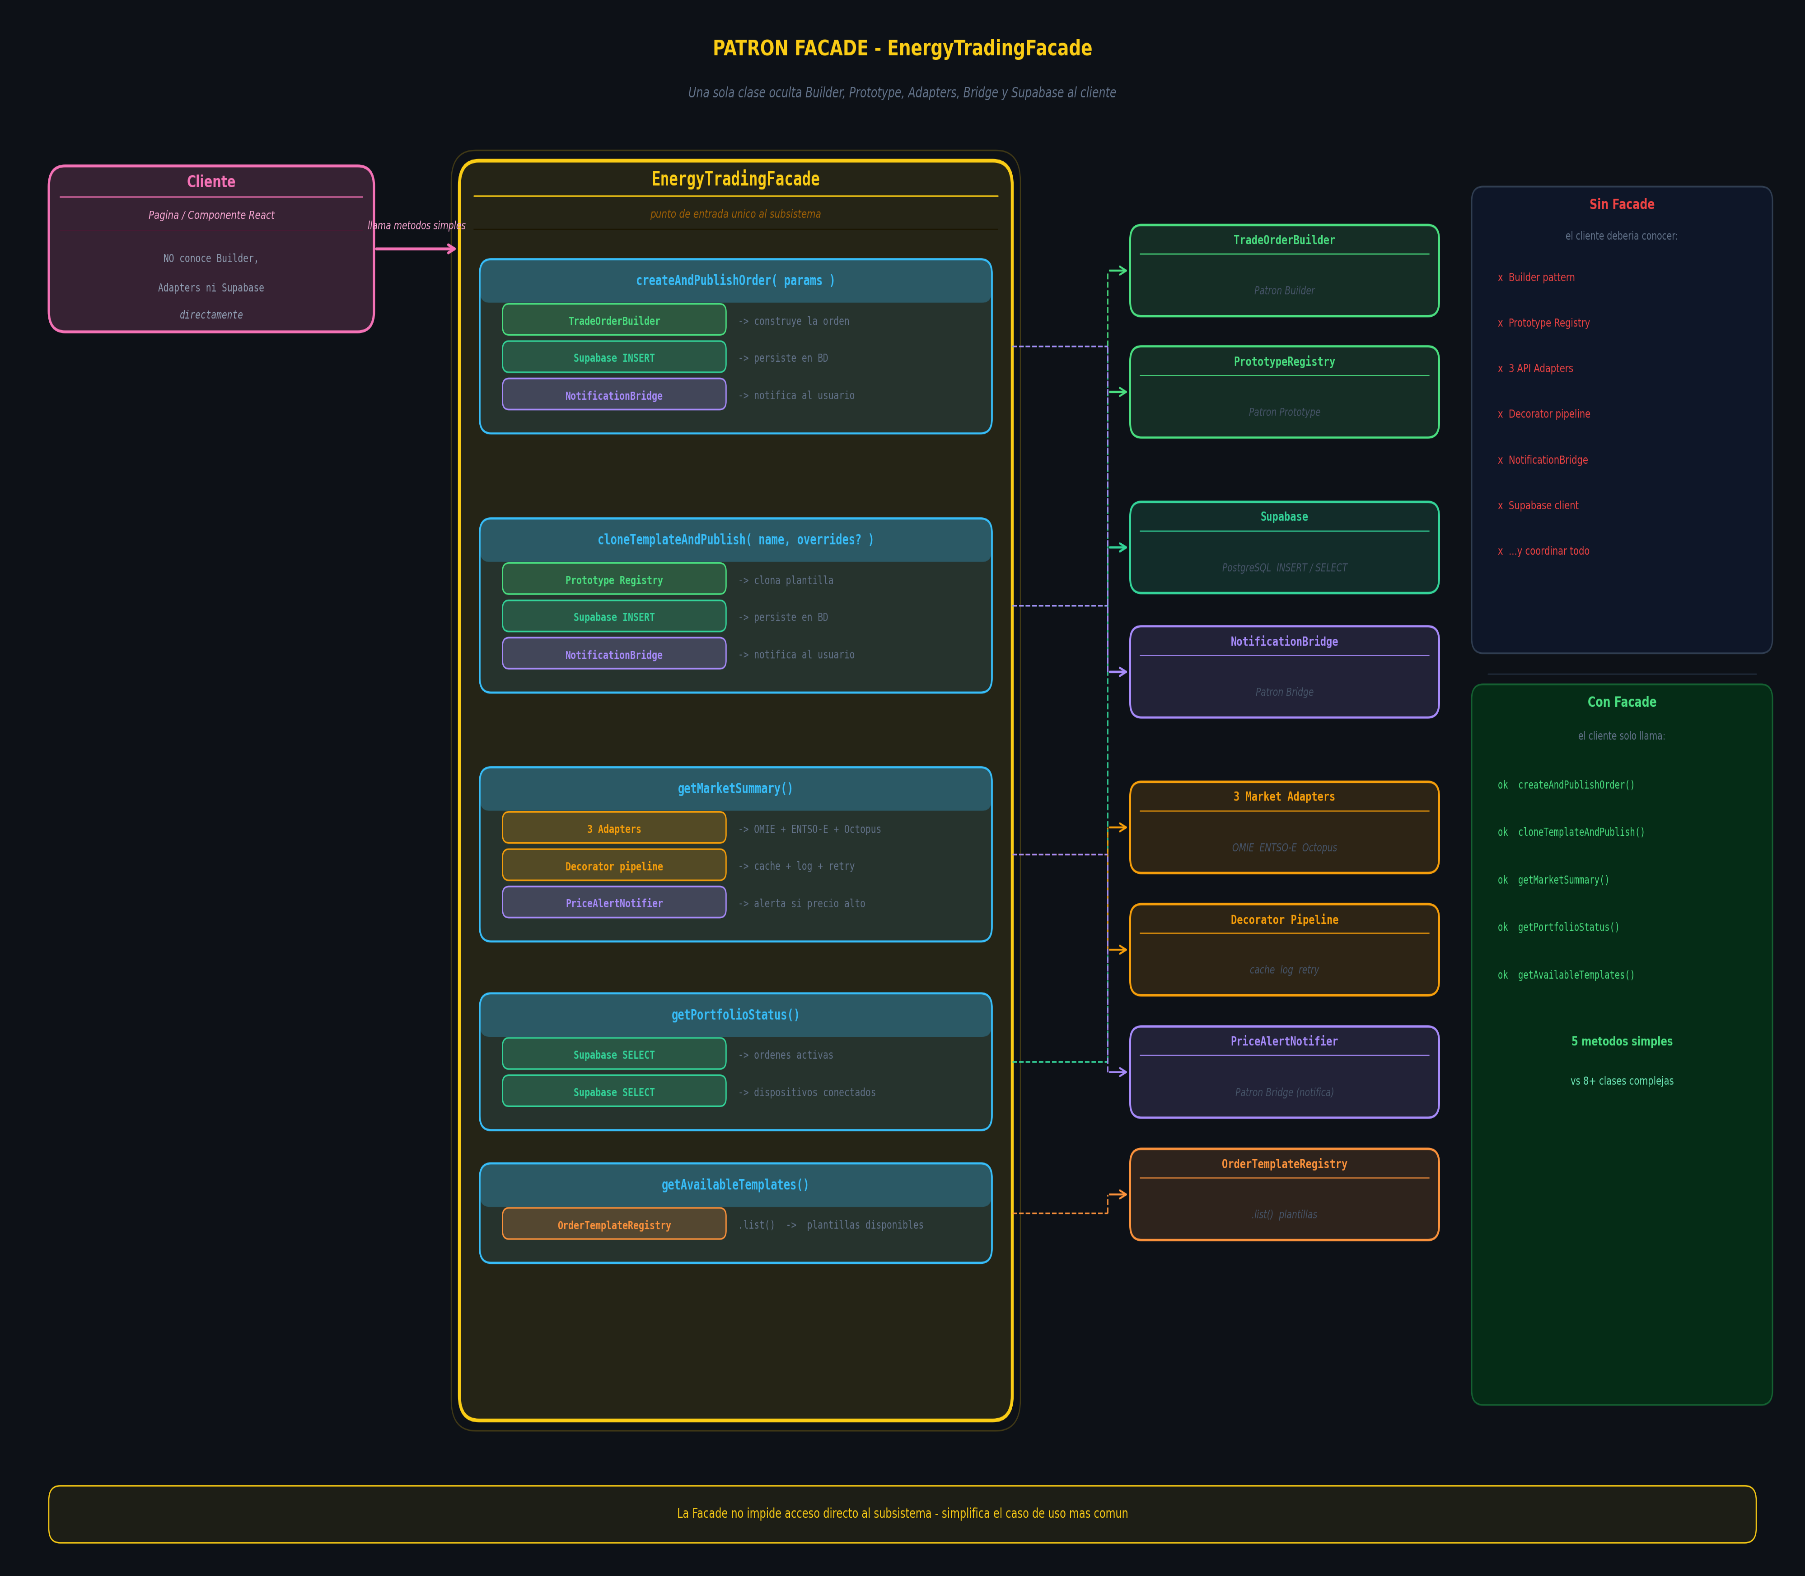 PATRON FACADE - EnergyTradingFacade
Una sola clase oculta Builder, Prototype, Adapters, Bridge y Supabase al cliente
Cliente
Pagina / Componente React
NO conoce Builder,
Adapters ni Supabase
directamente
llama metodos simples
EnergyTradingFacade
punto de entrada unico al subsistema
createAndPublishOrder( params )
TradeOrderBuilder -> construye la orden
Supabase INSERT -> persiste en BD
NotificationBridge -> notifica al usuario
cloneTemplateAndPublish( name, overrides? )
Prototype Registry -> clona plantilla
Supabase INSERT -> persiste en BD
NotificationBridge -> notifica al usuario
getMarketSummary()
3 Adapters -> OMIE + ENTSO-E + Octopus
Decorator pipeline -> cache + log + retry
PriceAlertNotifier -> alerta si precio alto
getPortfolioStatus()
Supabase SELECT -> ordenes activas
Supabase SELECT -> dispositivos conectados
getAvailableTemplates()
OrderTemplateRegistry .list() -> plantillas disponibles
TradeOrderBuilder
Patron Builder
PrototypeRegistry
Patron Prototype
Supabase
PostgreSQL INSERT / SELECT
NotificationBridge
Patron Bridge
3 Market Adapters
OMIE ENTSO-E Octopus
Decorator Pipeline
cache log retry
PriceAlertNotifier
Patron Bridge (notifica)
OrderTemplateRegistry
.list() plantillas
Sin Facade
el cliente deberia conocer:
x Builder pattern
x Prototype Registry
x 3 API Adapters
x Decorator pipeline
x NotificationBridge
x Supabase client
x ...y coordinar todo
Con Facade
el cliente solo llama:
ok createAndPublishOrder()
ok cloneTemplateAndPublish()
ok getMarketSummary()
ok getPortfolioStatus()
ok getAvailableTemplates()
5 metodos simples
vs 8+ clases complejas
La Facade no impide acceso directo al subsistema - simplifica el caso de uso mas comun